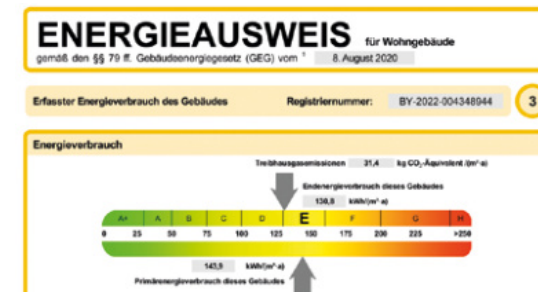 ENERGIEAUSWEIS für Wohngebäude
gemäß den §§ 79 ff. Gebäudeenergiegesetz (GEG) vom ¹ 8. August 2020
Erfasster Energieverbrauch des Gebäudes Registriernummer: BY-2022-004348944 3
Energieverbrauch
Treibhausgasemissionen 31,4 kg CO₂-Äquivalent /(m²·a)
Endenergieverbrauch dieses Gebäudes
130,8 kWh/(m²·a)
A+ A B C D E F G H
0 25 50 75 100 125 150 175 200 225 >250
143,9 kWh/(m²·a)
Primärenergieverbrauch dieses Gebäudes